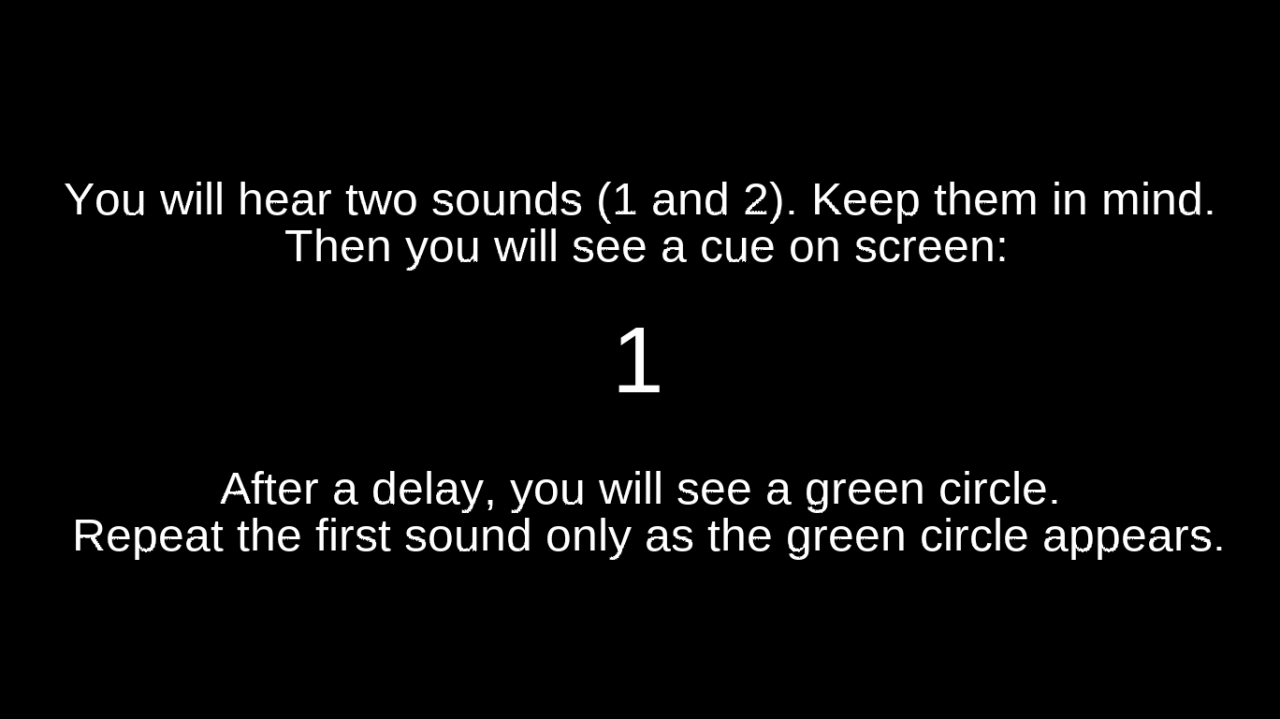 You will hear two sounds (1 and 2). Keep them in mind.
Then you will see a cue on screen:
1
After a delay, you will see a green circle.
Repeat the first sound only as the green circle appears.